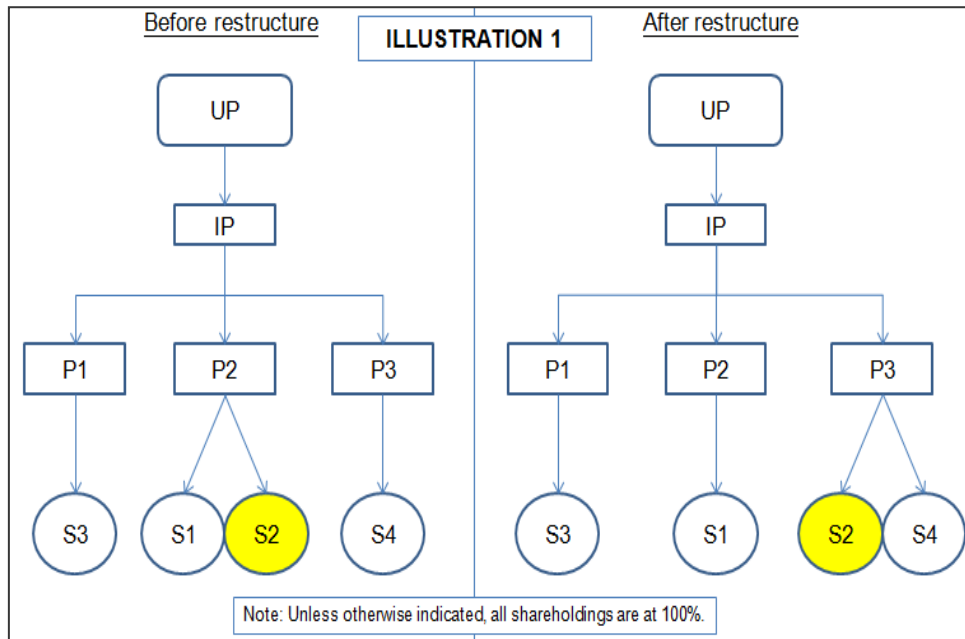 Before restructure
ILLUSTRATION 1
After restructure
UP
UP
IP
IP
P1 P2 P3
P1 P2 P3
S3 S1 S2 S4
S3 S1 S2 S4
Note: Unless otherwise indicated, all shareholdings are at 100%.